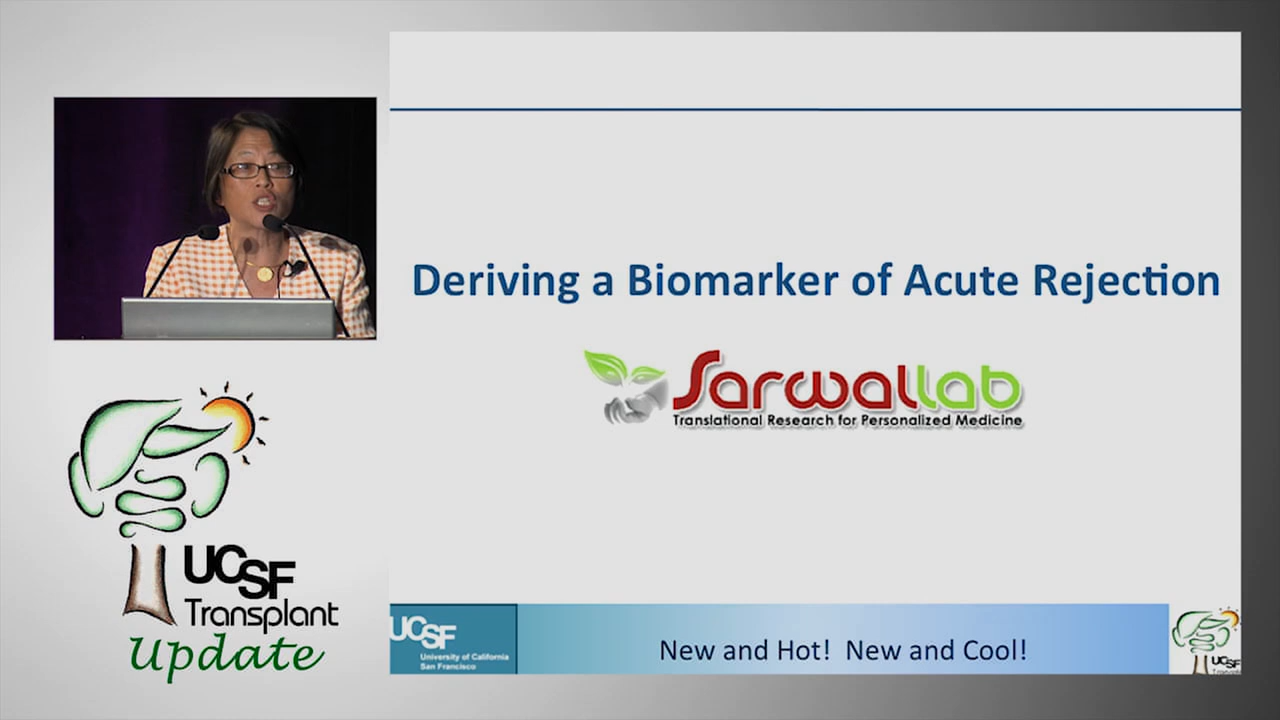 Deriving a Biomarker of Acute Rejection
Sarwallab
Translational Research for Personalized Medicine
UCSF
Transplant
Update
UCSF
University of California
San Francisco
New and Hot! New and Cool!
UCSF